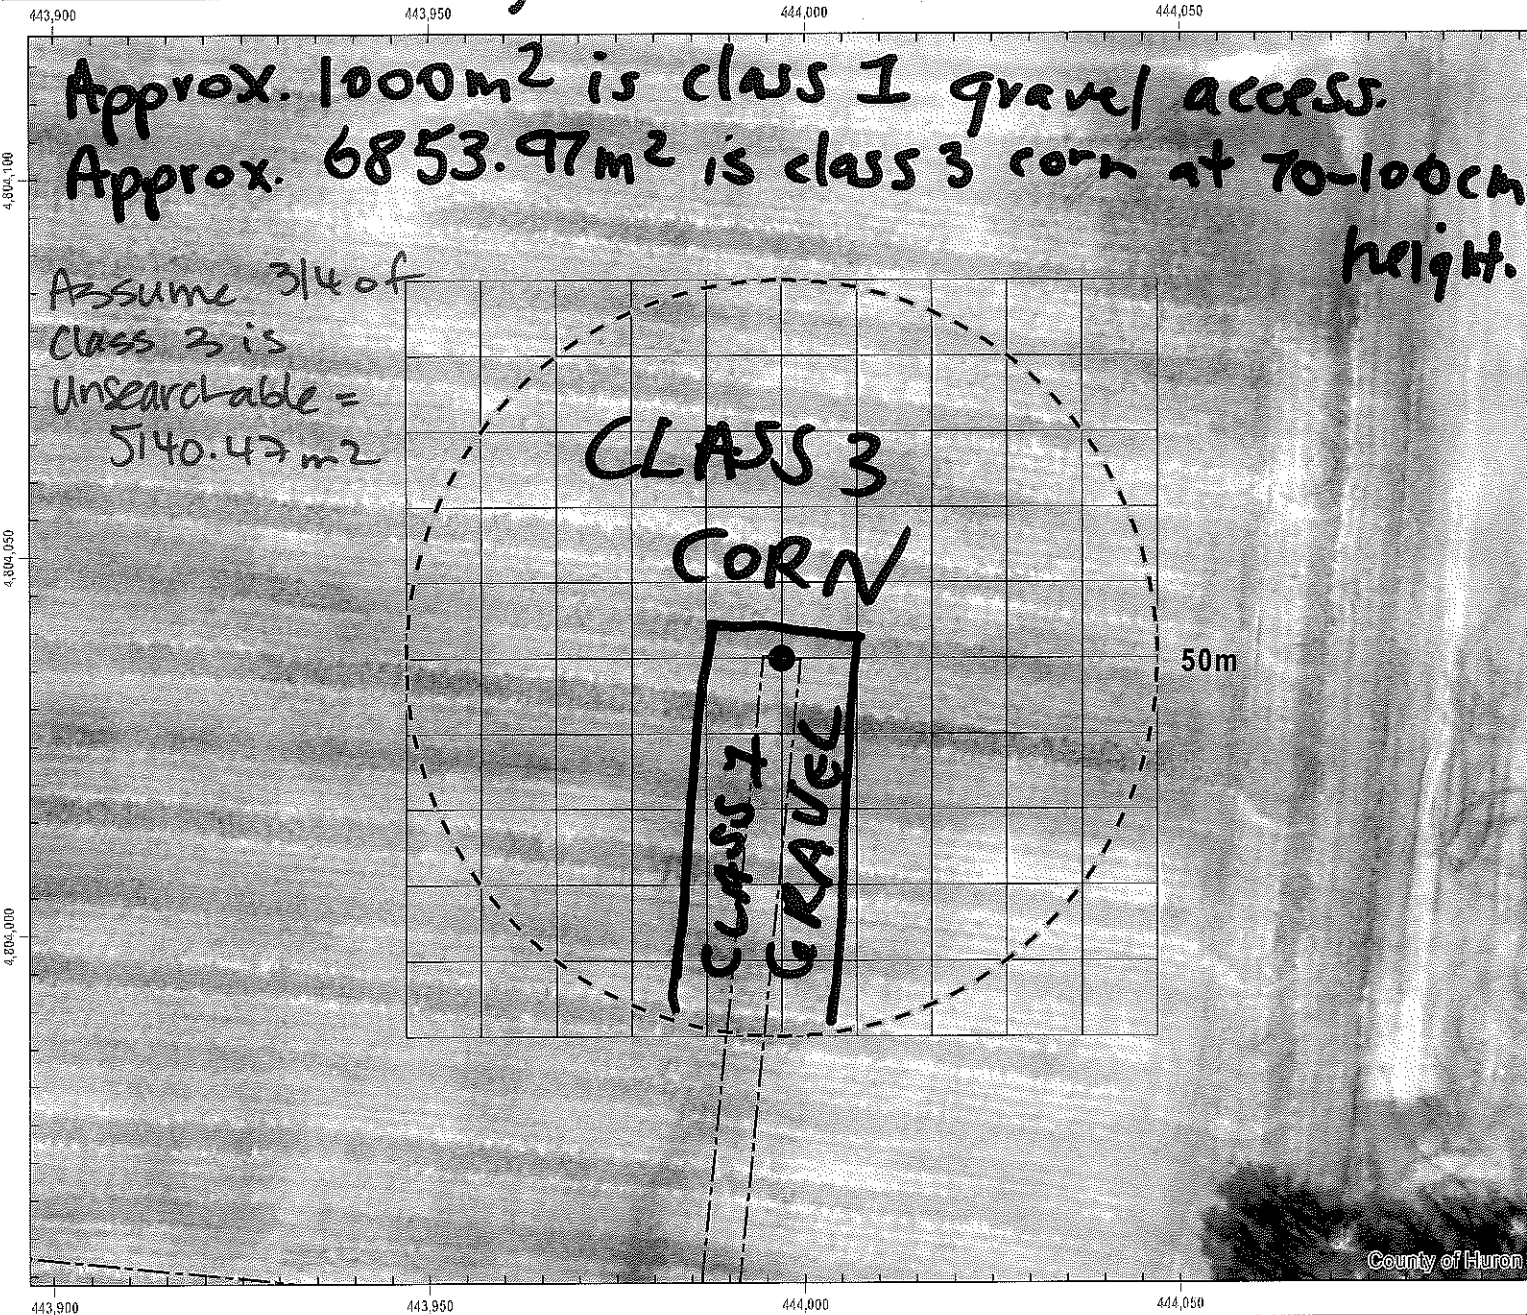 443,900 443,950 444,000 444,050
Approx. 1000m² is class 1 gravel access.
Approx. 6853.97m² is class 3 corn at 70-100cm
height.
4,804,100
Assume 3/4 of
Class 3 is
Unsearchable =
5140.47m2
CLASS 3
CORN
4,804,050
50m
CLASS 1
GRAVEL
4,804,000
County of Huron
443,900 443,950 444,000 444,050